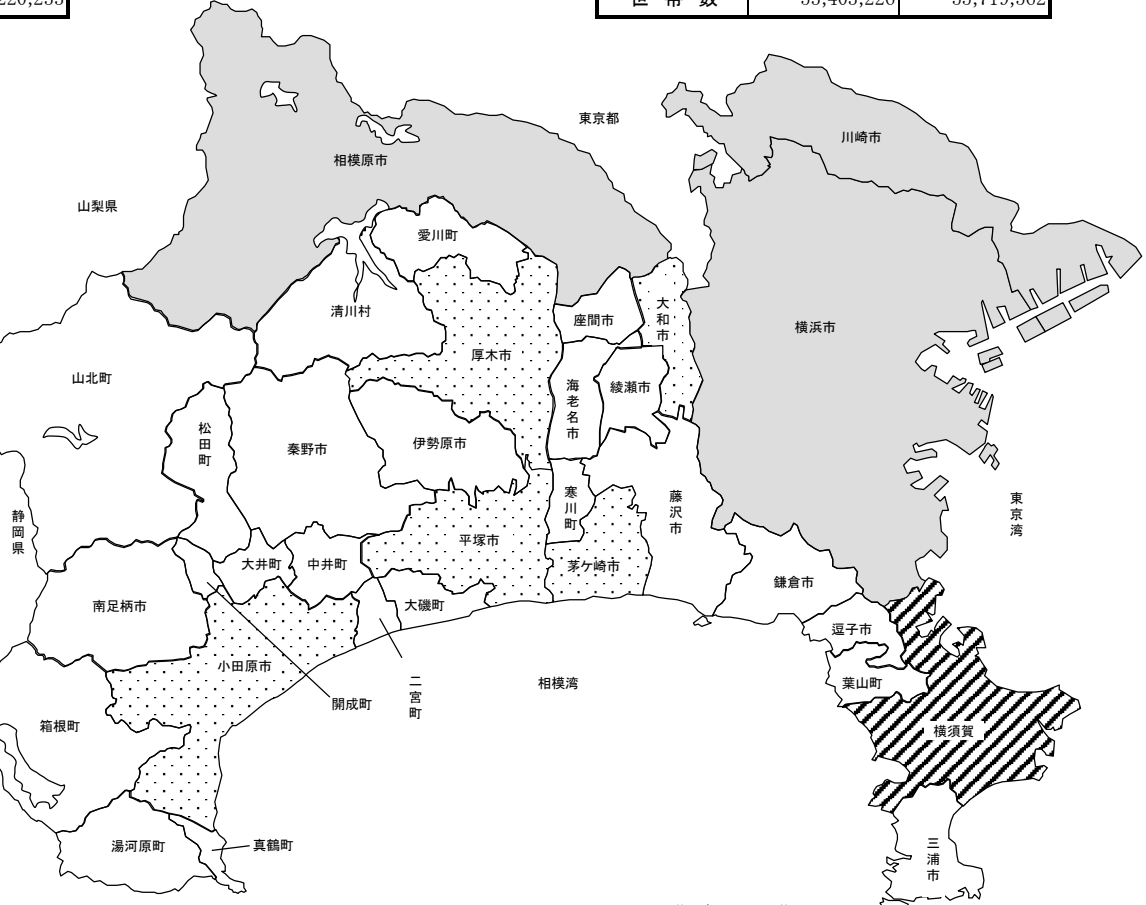 世帯数
東京都
川崎市
相模原市
山梨県
愛川町
清川村
座間市
大和市
横浜市
厚木市
山北町
海老名市
綾瀬市
松田町
秦野市
伊勢原市
寒川町
藤沢市
東京湾
静岡県
平塚市
大井町
中井町
茅ケ崎市
鎌倉市
南足柄市
大磯町
逗子市
小田原市
葉山町
相模湾
二宮町
開成町
箱根町
横須賀
湯河原町
真鶴町
三浦市